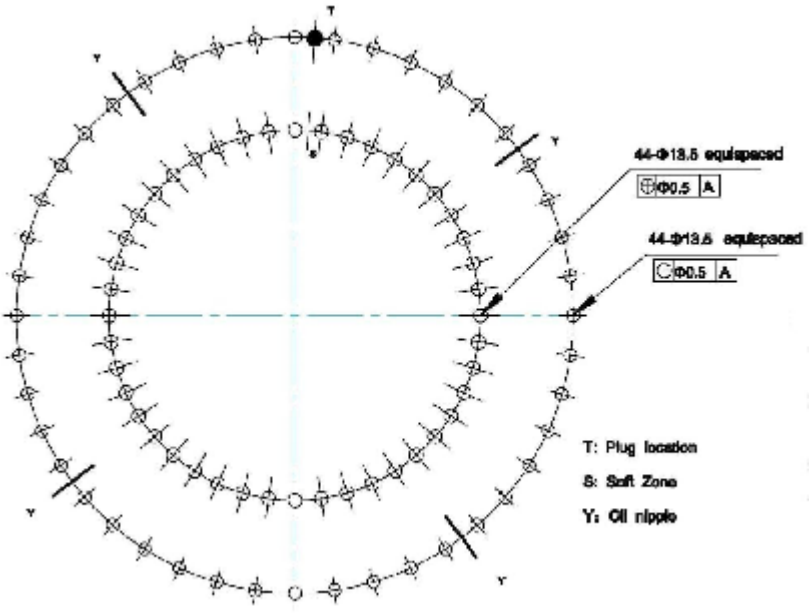 T
Y
Y
S
44-Φ13.5 equispaced
⌖ Φ0.5 A
44-Φ13.5 equispaced
○ Φ0.5 A
T: Plug location
S: Soft Zone
Y: Oil nipple
Y
Y